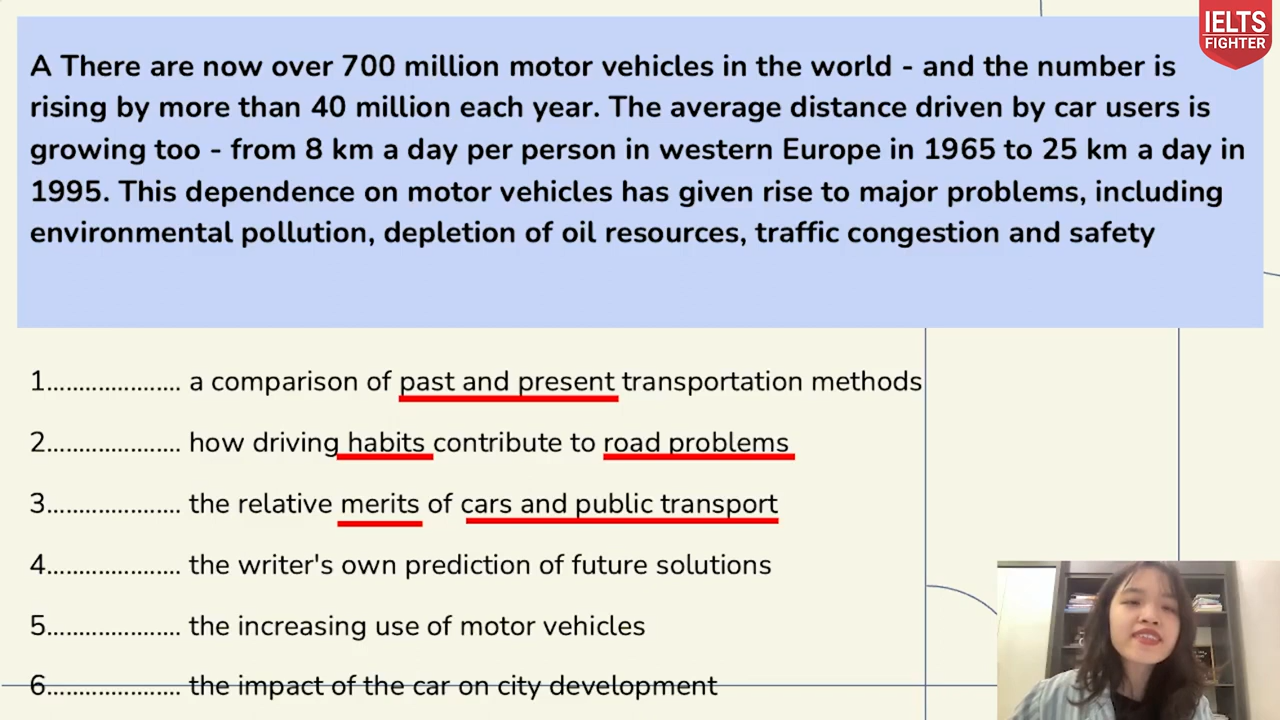 IELTS
FIGHTER
A There are now over 700 million motor vehicles in the world - and the number is
rising by more than 40 million each year. The average distance driven by car users is
growing too - from 8 km a day per person in western Europe in 1965 to 25 km a day in
1995. This dependence on motor vehicles has given rise to major problems, including
environmental pollution, depletion of oil resources, traffic congestion and safety
1..................... a comparison of past and present transportation methods
2..................... how driving habits contribute to road problems
3..................... the relative merits of cars and public transport
4..................... the writer's own prediction of future solutions
5..................... the increasing use of motor vehicles
6..................... the impact of the car on city development